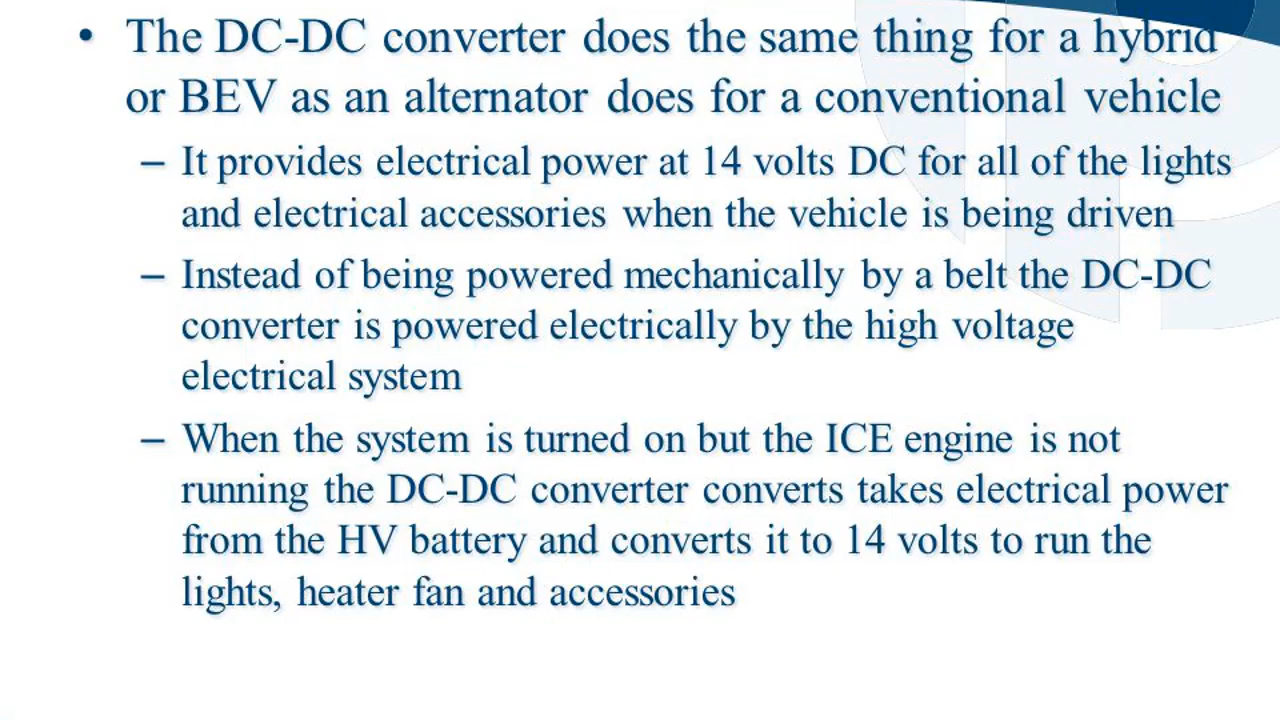 • The DC-DC converter does the same thing for a hybrid
or BEV as an alternator does for a conventional vehicle
– It provides electrical power at 14 volts DC for all of the lights
and electrical accessories when the vehicle is being driven
– Instead of being powered mechanically by a belt the DC-DC
converter is powered electrically by the high voltage
electrical system
– When the system is turned on but the ICE engine is not
running the DC-DC converter converts takes electrical power
from the HV battery and converts it to 14 volts to run the
lights, heater fan and accessories